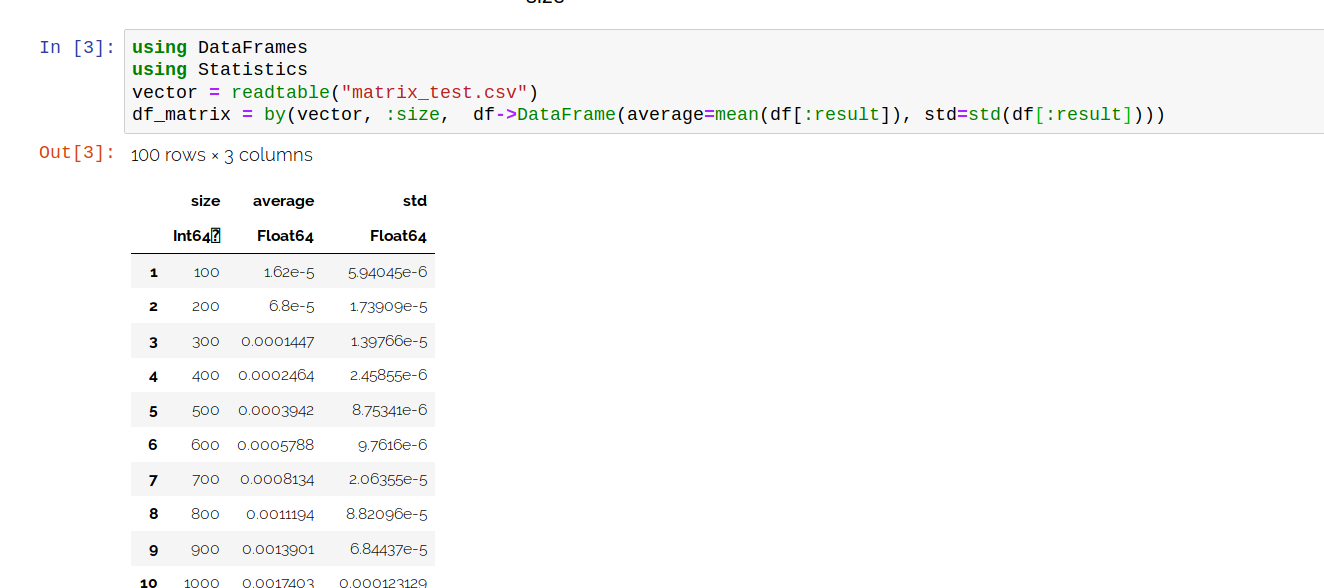 size
In [3]:
using DataFrames
using Statistics
vector = readtable("matrix_test.csv")
df_matrix = by(vector, :size,  df->DataFrame(average=mean(df[:result]), std=std(df[:result])))
Out[3]: 100 rows × 3 columns
size average std
Int64⍰ Float64 Float64
1 100 1.62e-5 5.94045e-6
2 200 6.8e-5 1.73909e-5
3 300 0.0001447 1.39766e-5
4 400 0.0002464 2.45855e-6
5 500 0.0003942 8.75341e-6
6 600 0.0005788 9.7616e-6
7 700 0.0008134 2.06355e-5
8 800 0.0011194 8.82096e-5
9 900 0.0013901 6.84437e-5
10 1000 0.0017403 0.000123129